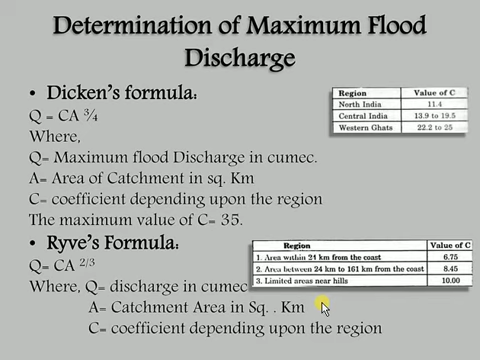 Determination of Maximum Flood
Discharge
• Dicken's formula:
Q = CA ¾
Where,
Q= Maximum flood Discharge in cumec.
A= Area of Catchment in sq. Km
C= coefficient depending upon the region
The maximum value of C= 35.
Region Value of C
North India 11.4
Central India 13.9 to 19.5
Western Ghats 22.2 to 25
• Ryve's Formula:
Q= CA 2/3
Where, Q= discharge in cumec
A= Catchment Area in Sq. . Km
C= coefficient depending upon the region
Region Value of C
1. Area within 24 km from the coast 6.75
2. Area between 24 km to 161 km from the coast 8.45
3. Limited areas near hills 10.00